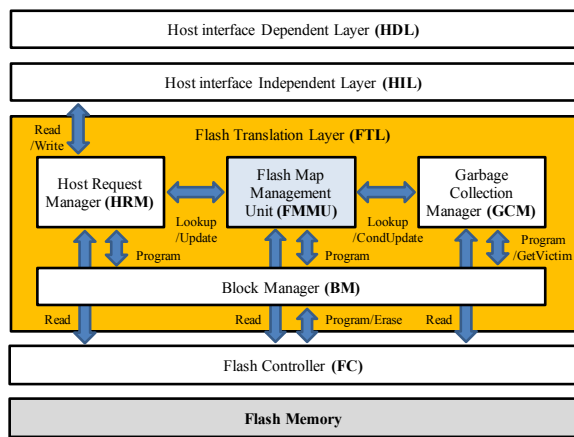 Host interface Dependent Layer (HDL)
Host interface Independent Layer (HIL)
Read
/Write
Flash Translation Layer (FTL)
Host Request
Manager (HRM)
Lookup
/Update
Flash Map
Management
Unit (FMMU)
Lookup
/CondUpdate
Garbage
Collection
Manager (GCM)
Program
Program
Program
/GetVictim
Block Manager (BM)
Read
Read
Program/Erase
Read
Flash Controller (FC)
Flash Memory